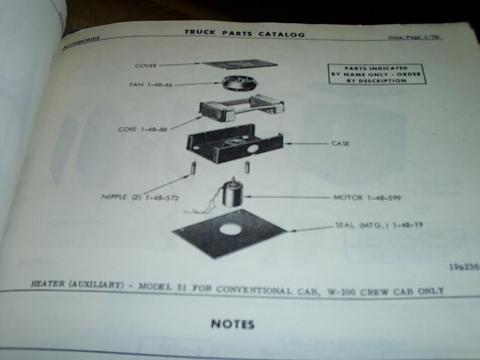 ACCESSORIES
TRUCK PARTS CATALOG
COVER
PARTS INDICATED
BY NAME ONLY - ORDER
BY DESCRIPTION
FAN 1-48-46
CORE 1-48-88
CASE
NIPPLE (2) 1-48-572
MOTOR 1-48-599
SEAL (MTG.) 1-48-19
HEATER (AUXILIARY) - MODEL 51 FOR CONVENTIONAL CAB, W-200 CREW CAB ONLY
NOTES